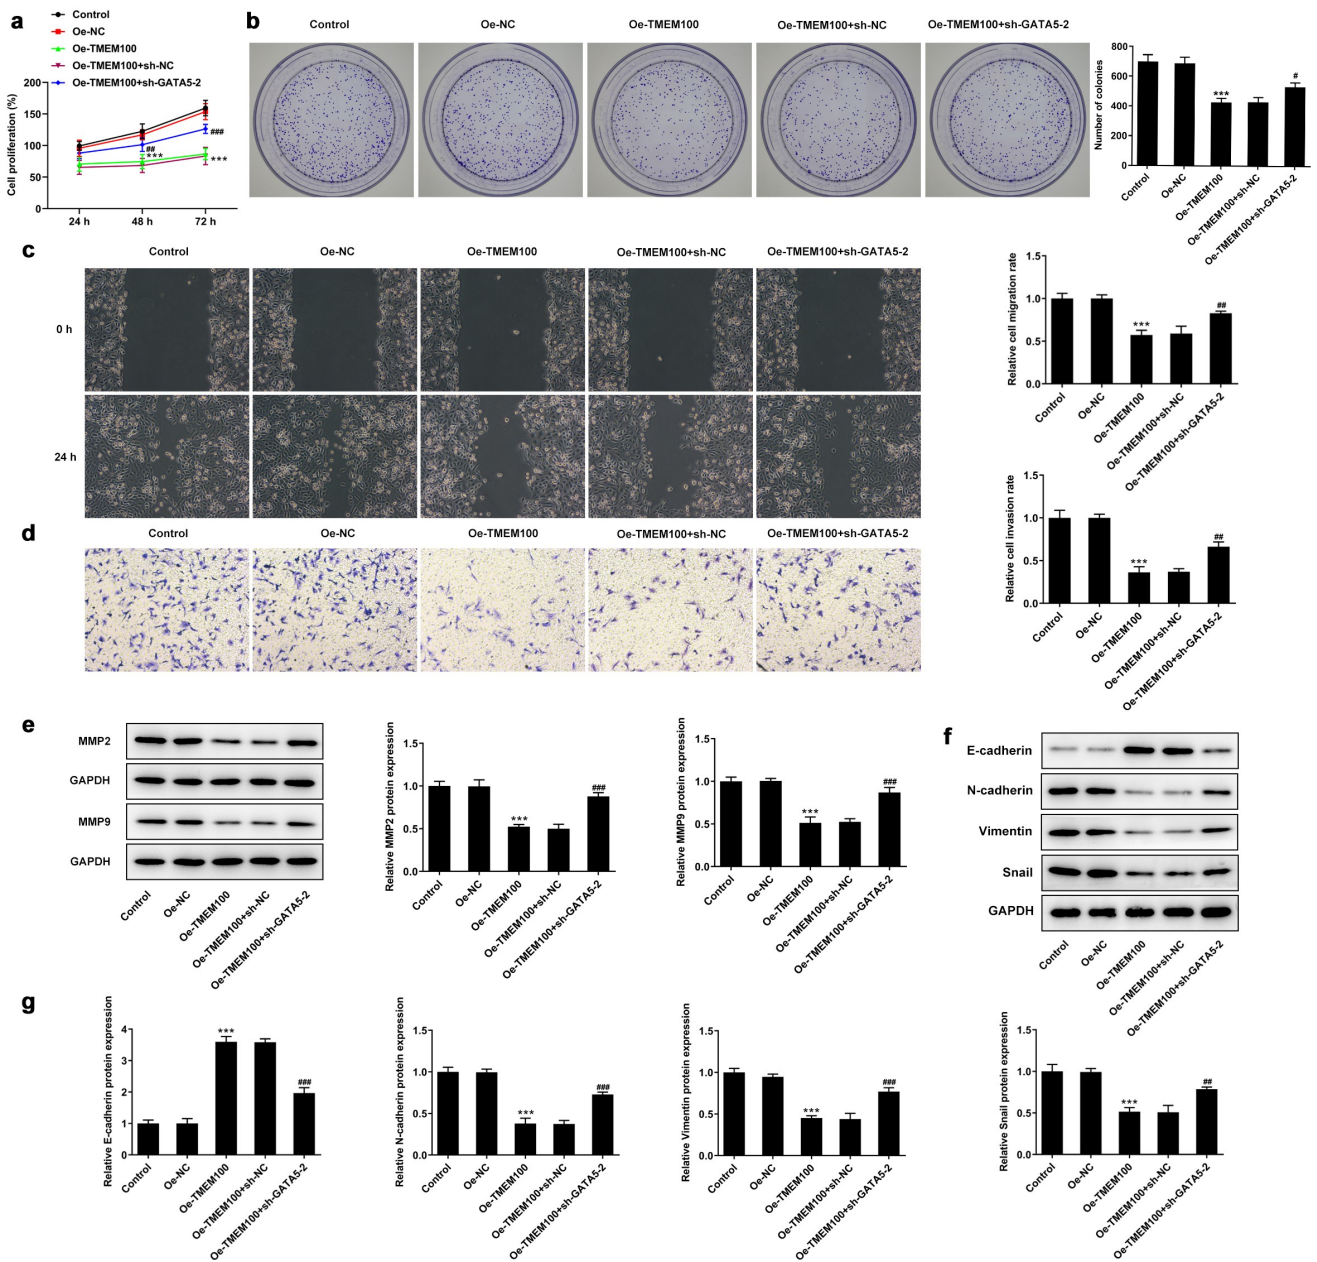 a
Control
Oe-NC
Oe-TMEM100
Oe-TMEM100+sh-NC
Oe-TMEM100+sh-GATA5-2
Cell proliferation (%)
200
150
100
50
0
###
##
***
***
24 h 48 h 72 h
b
Control Oe-NC Oe-TMEM100 Oe-TMEM100+sh-NC Oe-TMEM100+sh-GATA5-2
Number of colonies
800
600
400
200
0
***
#
Control
Oe-NC
Oe-TMEM100
Oe-TMEM100+sh-NC
Oe-TMEM100+sh-GATA5-2
c
Control Oe-NC Oe-TMEM100 Oe-TMEM100+sh-NC Oe-TMEM100+sh-GATA5-2
0 h
24 h
Relative cell migration rate
1.5
1.0
0.5
0.0
***
##
Control
Oe-NC
Oe-TMEM100
Oe-TMEM100+sh-NC
Oe-TMEM100+sh-GATA5-2
d
Control Oe-NC Oe-TMEM100 Oe-TMEM100+sh-NC Oe-TMEM100+sh-GATA5-2
Relative cell invasion rate
1.5
1.0
0.5
0.0
***
##
Control
Oe-NC
Oe-TMEM100
Oe-TMEM100+sh-NC
Oe-TMEM100+sh-GATA5-2
e
MMP2
GAPDH
MMP9
GAPDH
Control
Oe-NC
Oe-TMEM100
Oe-TMEM100+sh-NC
Oe-TMEM100+sh-GATA5-2
Relative MMP2 protein expression
1.5
1.0
0.5
0.0
***
###
Control
Oe-NC
Oe-TMEM100
Oe-TMEM100+sh-NC
Oe-TMEM100+sh-GATA5-2
Relative MMP9 protein expression
1.5
1.0
0.5
0.0
***
###
Control
Oe-NC
Oe-TMEM100
Oe-TMEM100+sh-NC
Oe-TMEM100+sh-GATA5-2
f
E-cadherin
N-cadherin
Vimentin
Snail
GAPDH
Control
Oe-NC
Oe-TMEM100
Oe-TMEM100+sh-NC
Oe-TMEM100+sh-GATA5-2
g
Relative E-cadherin protein expression
4
3
2
1
0
***
###
Control
Oe-NC
Oe-TMEM100
Oe-TMEM100+sh-NC
Oe-TMEM100+sh-GATA5-2
Relative N-cadherin protein expression
1.5
1.0
0.5
0.0
***
###
Control
Oe-NC
Oe-TMEM100
Oe-TMEM100+sh-NC
Oe-TMEM100+sh-GATA5-2
Relative Vimentin protein expression
1.5
1.0
0.5
0.0
***
###
Control
Oe-NC
Oe-TMEM100
Oe-TMEM100+sh-NC
Oe-TMEM100+sh-GATA5-2
Relative Snail protein expression
1.5
1.0
0.5
0.0
***
##
Control
Oe-NC
Oe-TMEM100
Oe-TMEM100+sh-NC
Oe-TMEM100+sh-GATA5-2